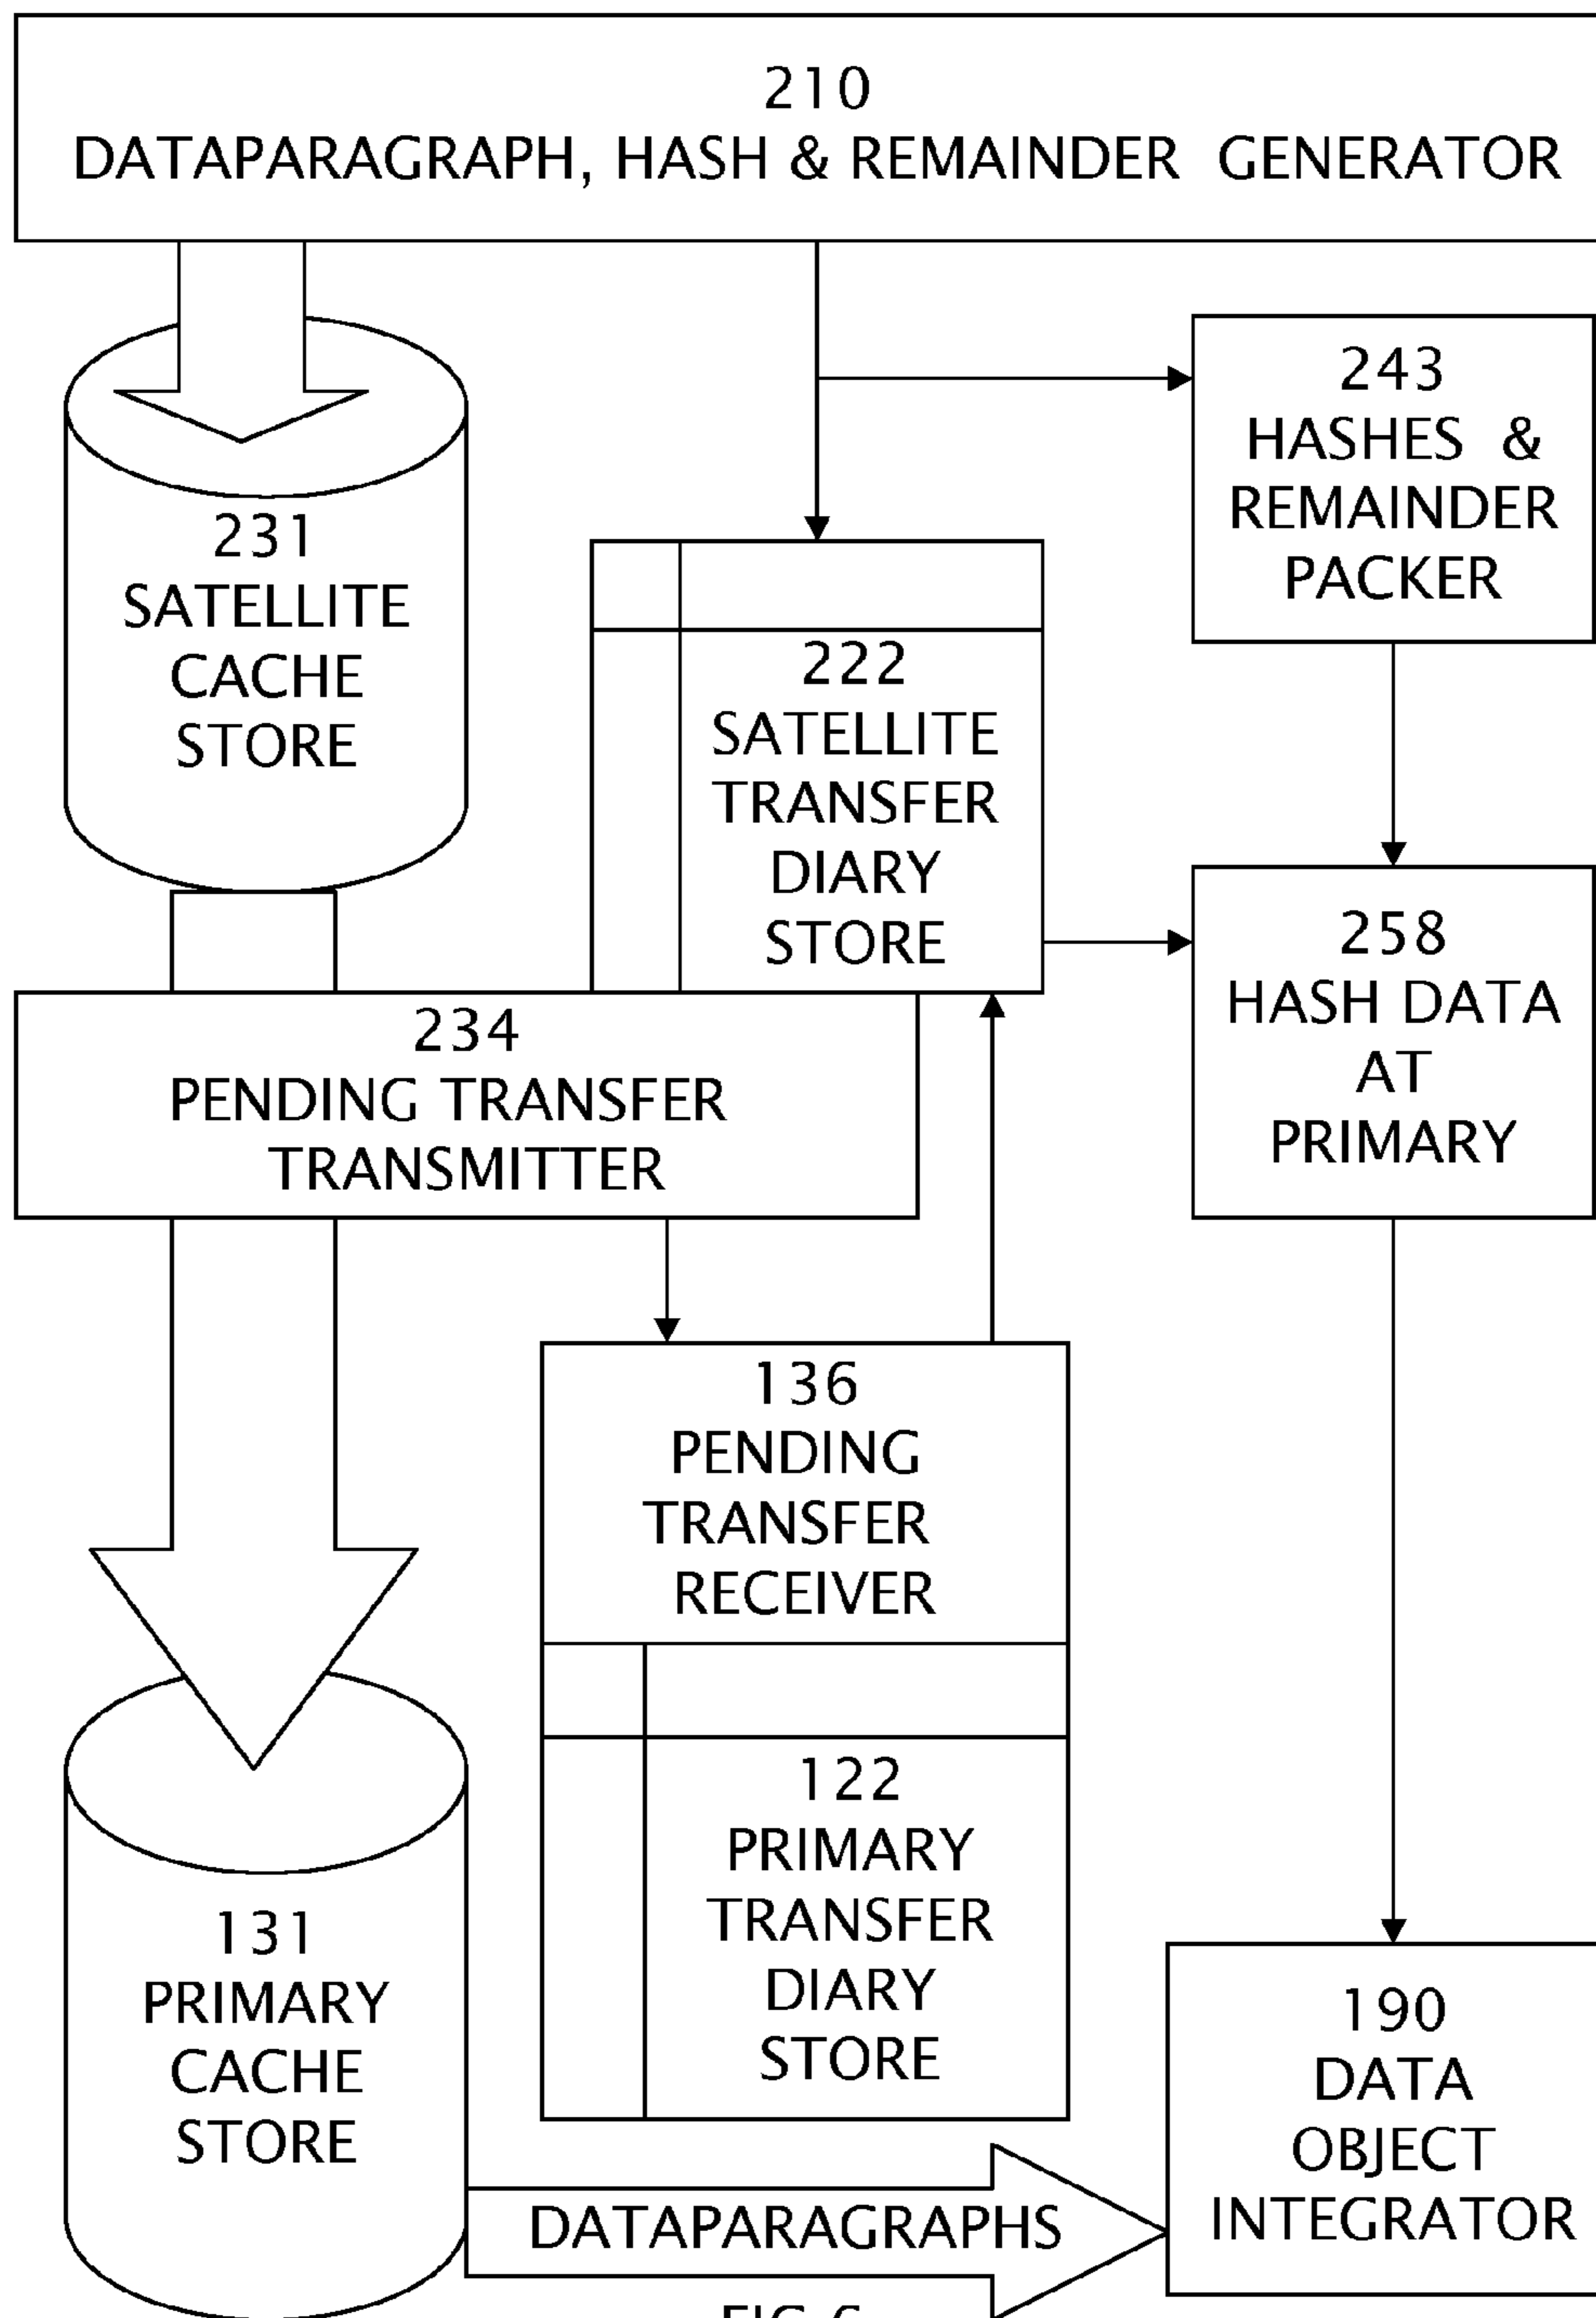 210
DATAPARAGRAPH, HASH & REMAINDER GENERATOR
243
HASHES &
REMAINDER
PACKER
231
SATELLITE
CACHE
STORE
222
SATELLITE
TRANSFER
DIARY
STORE
258
HASH DATA
AT
PRIMARY
234
PENDING TRANSFER
TRANSMITTER
136
PENDING
TRANSFER
RECEIVER
122
PRIMARY
TRANSFER
DIARY
STORE
131
PRIMARY
CACHE
STORE
190
DATA
OBJECT
INTEGRATOR
DATAPARAGRAPHS